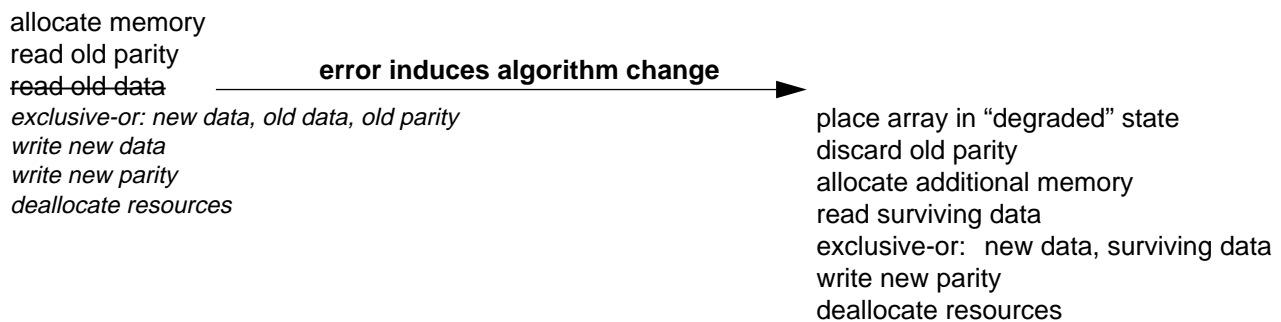 allocate memory
read old parity
read old data
error induces algorithm change
exclusive-or: new data, old data, old parity
write new data
write new parity
deallocate resources
place array in “degraded” state
discard old parity
allocate additional memory
read surviving data
exclusive-or: new data, surviving data
write new parity
deallocate resources